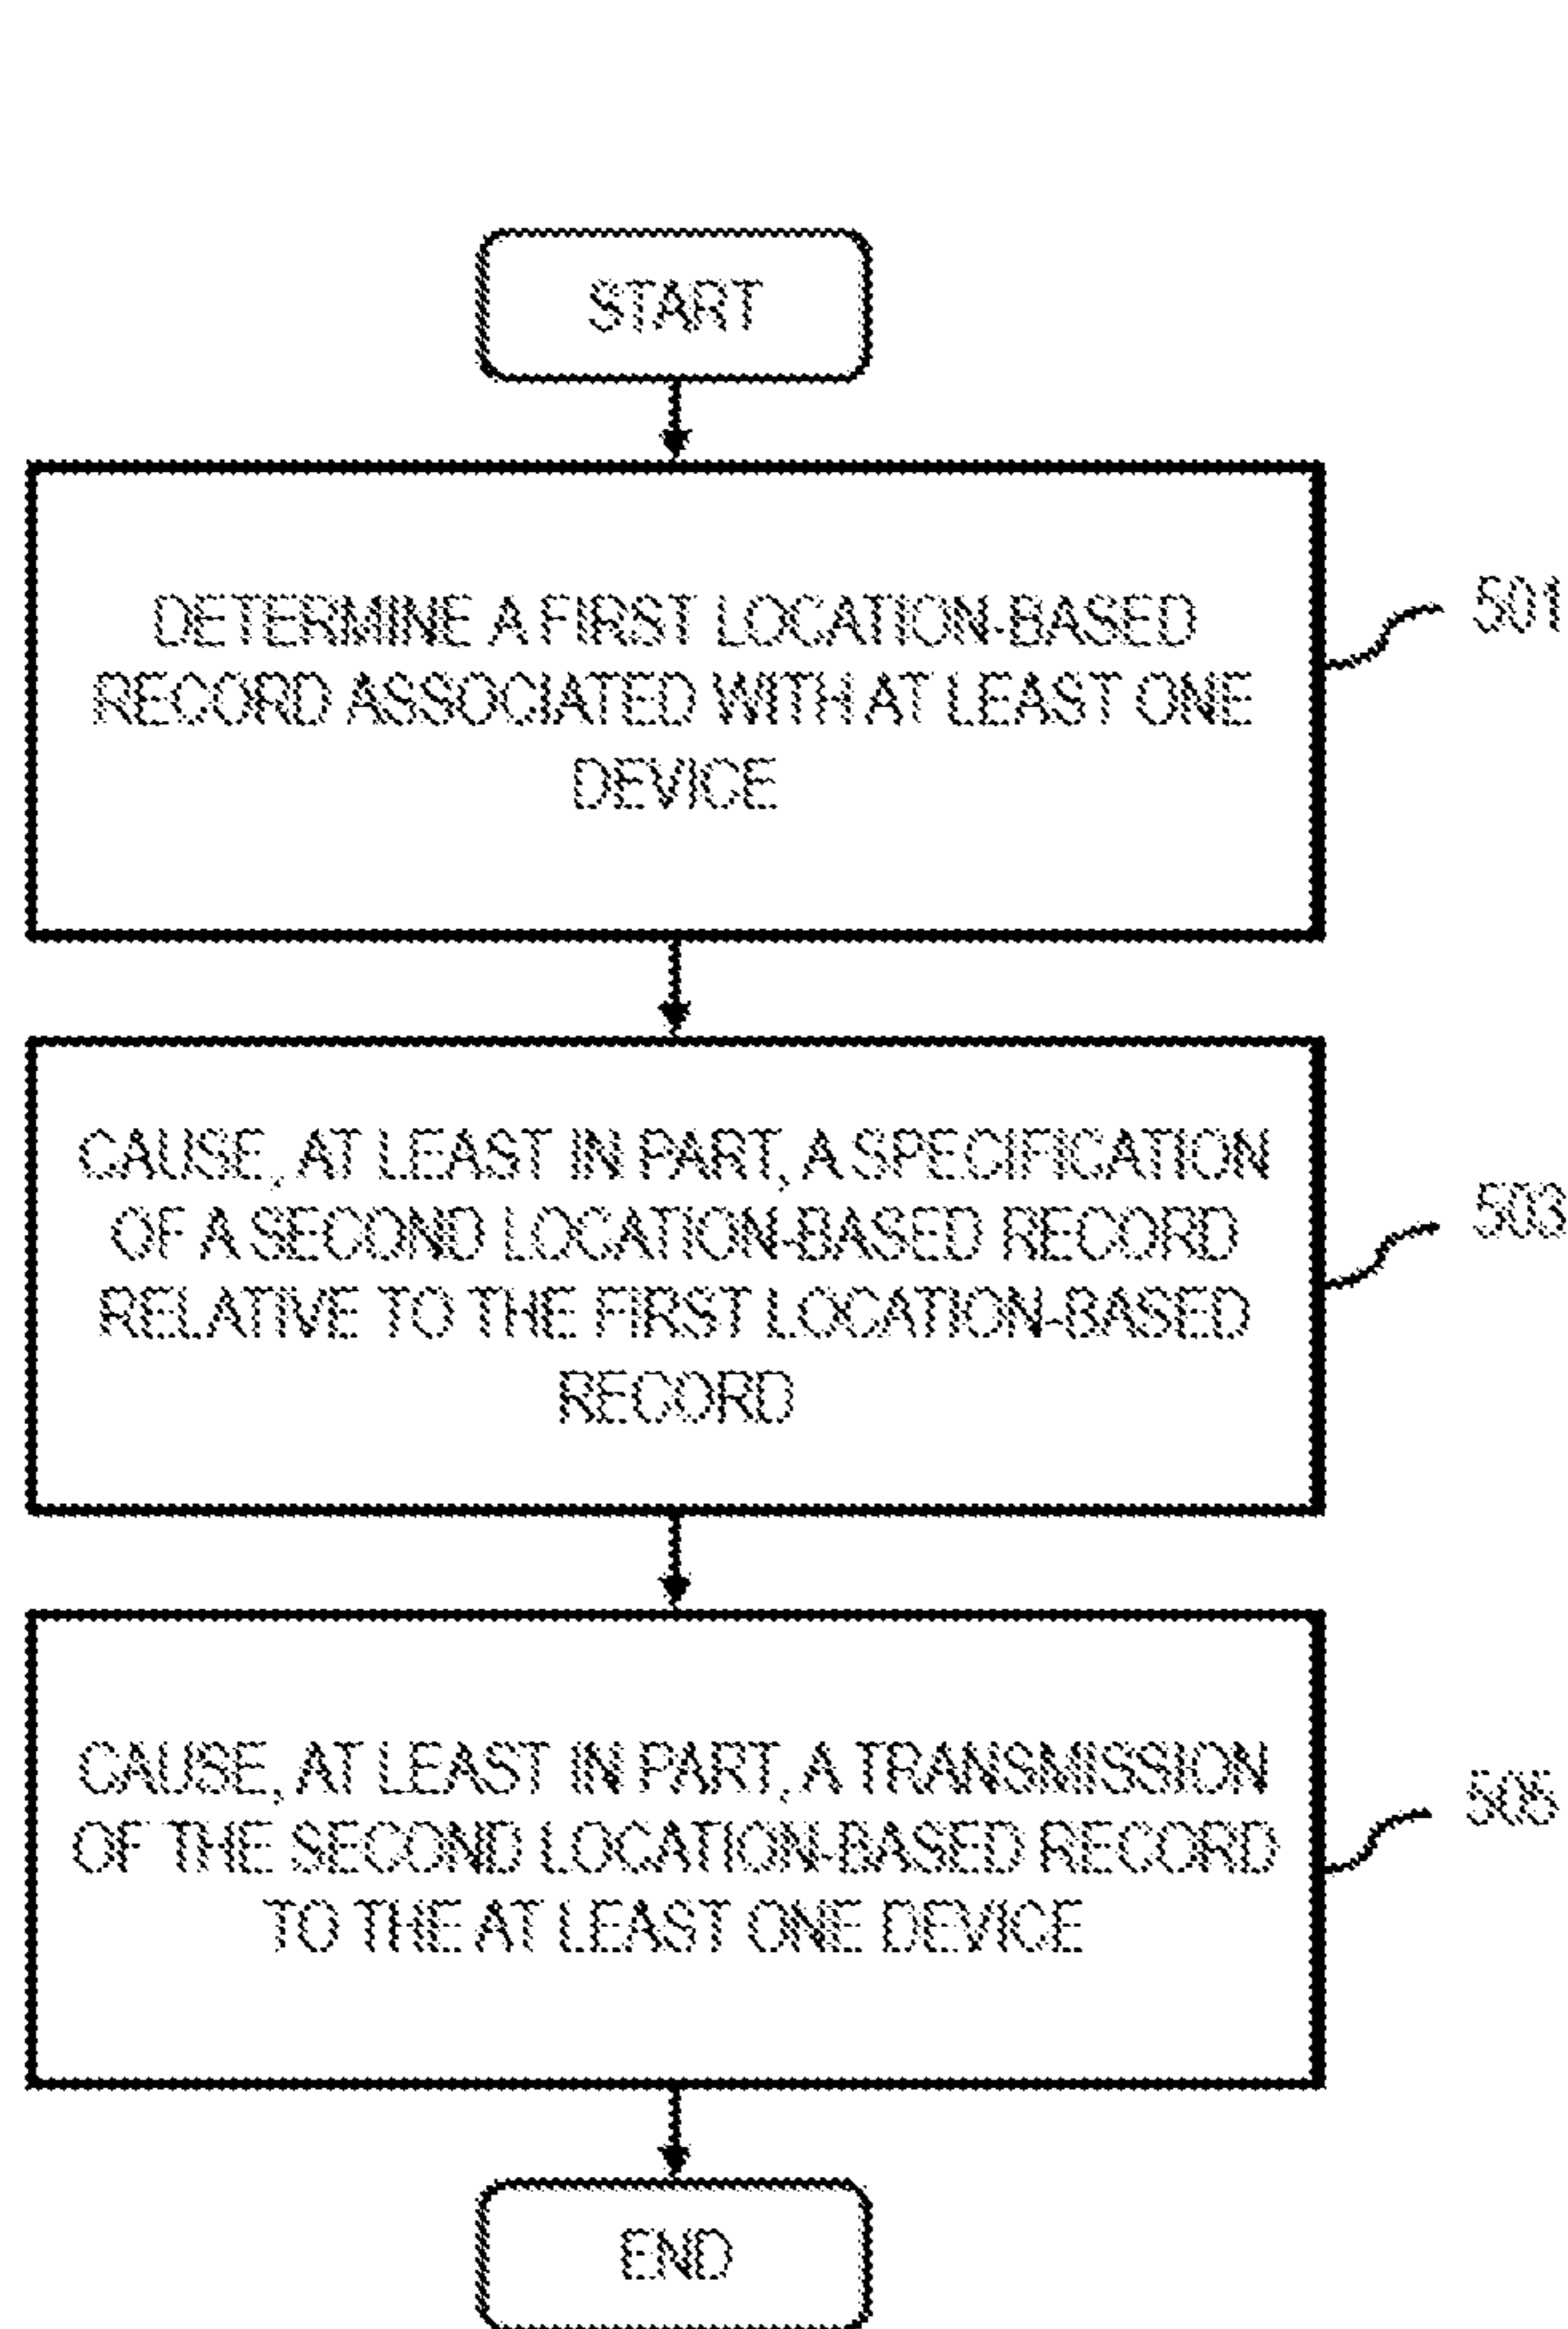 START
DETERMINE A FIRST LOCATION-BASED
RECORD ASSOCIATED WITH AT LEAST ONE
DEVICE
501
CAUSE, AT LEAST IN PART, A SPECIFICATION
OF A SECOND LOCATION-BASED RECORD
RELATIVE TO THE FIRST LOCATION-BASED
RECORD
503
CAUSE, AT LEAST IN PART, A TRANSMISSION
OF THE SECOND LOCATION-BASED RECORD
TO THE AT LEAST ONE DEVICE
505
END